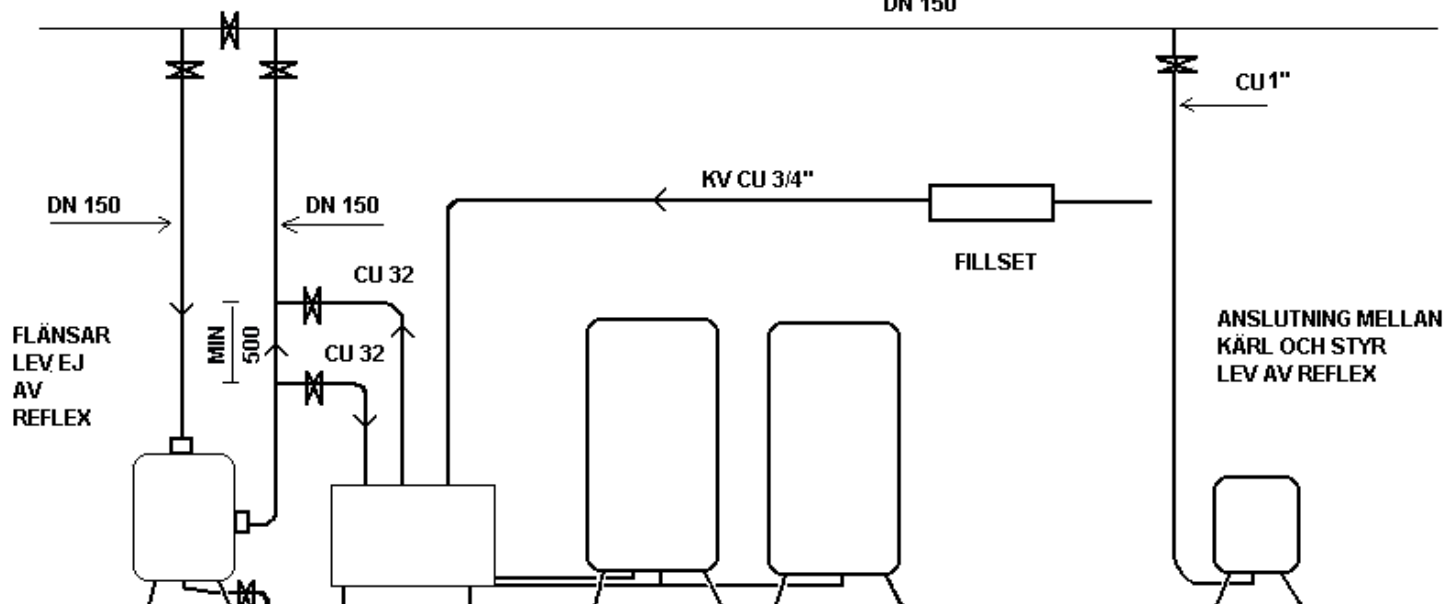 DN 150
CU 1"
KV CU 3/4"
DN 150
DN 150
FILLSET
CU 32
MIN
500
CU 32
FLÄNSAR
LEV EJ
AV
REFLEX
ANSLUTNING MELLAN
KÄRL OCH STYR
LEV AV REFLEX